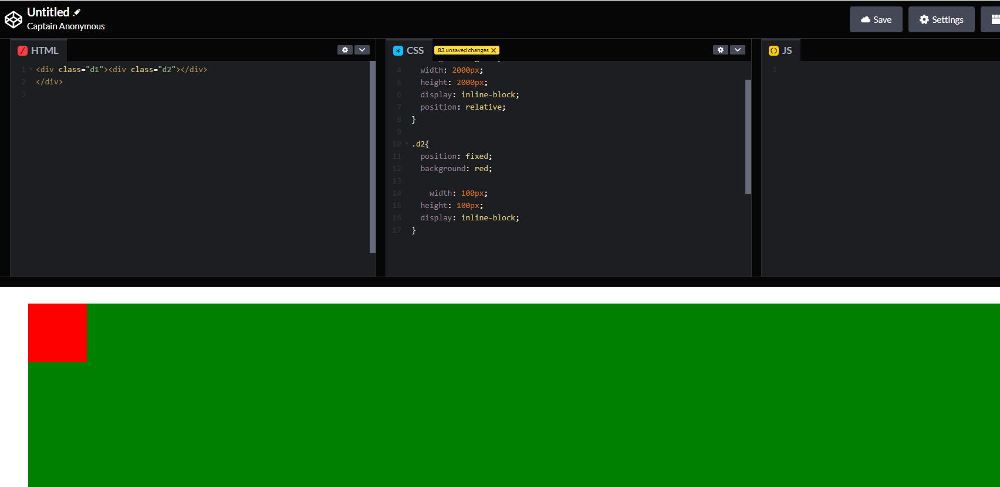 Untitled
Captain Anonymous
Save
Settings
HTML
1 <div class="d1"><div class="d2"></div>
2 </div>
3
CSS
83 unsaved changes X
4 width: 2000px;
5 height: 2000px;
6 display: inline-block;
7 position: relative;
8 }
9
10 .d2{
11 position: fixed;
12 background: red;
13
14 width: 100px;
15 height: 100px;
16 display: inline-block;
17 }
JS
1